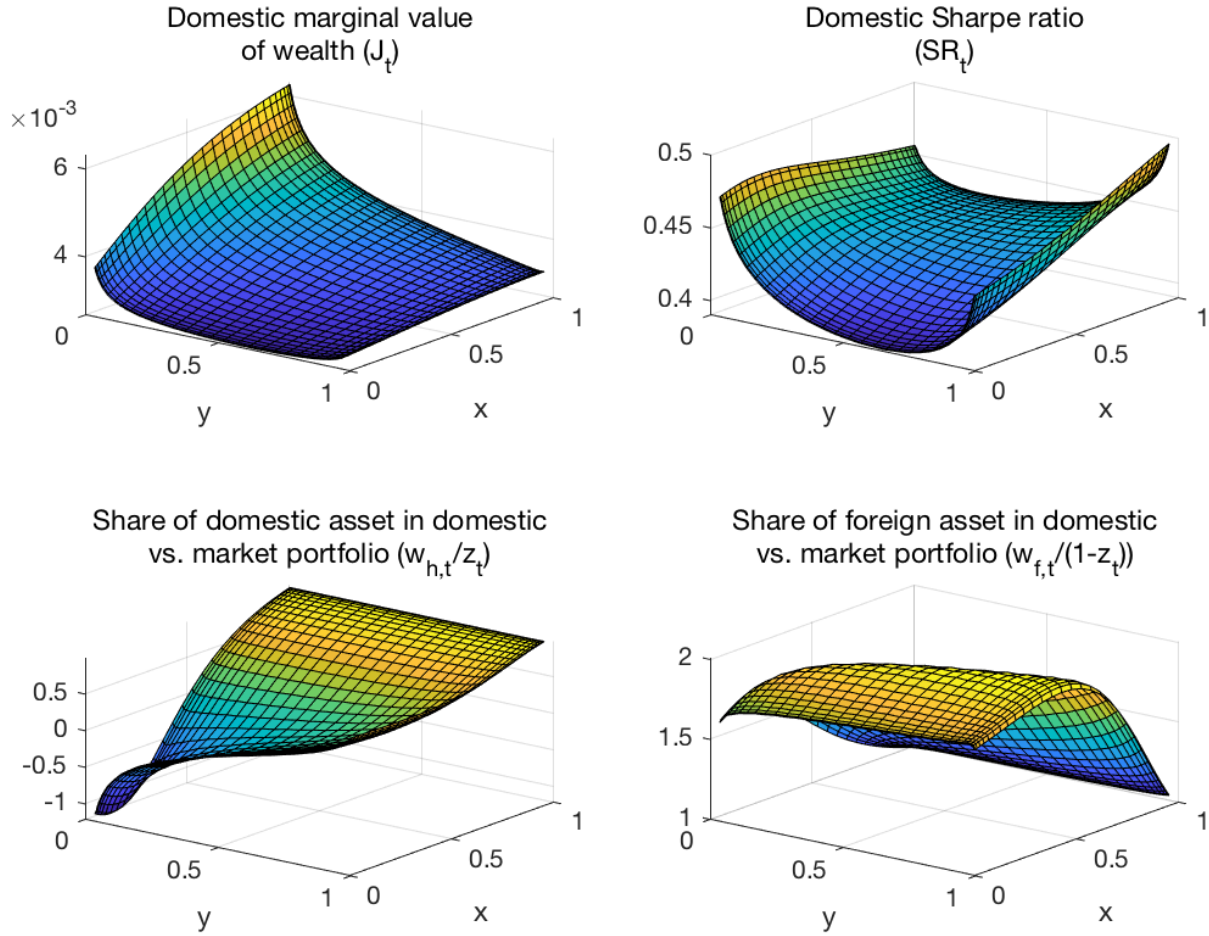 Domestic marginal value
of wealth (J_t)
×10^-3
6
4
0
0.5
1
y
0
0.5
1
x
Domestic Sharpe ratio
(SR_t)
0.5
0.45
0.4
0
0.5
1
y
0
0.5
1
x
Share of domestic asset in domestic
vs. market portfolio (w_h,t/z_t)
0.5
0
-0.5
-1
0
0.5
1
y
0
0.5
1
x
Share of foreign asset in domestic
vs. market portfolio (w_f,t/(1-z_t))
2
1.5
1
0
0.5
1
y
0
0.5
1
x